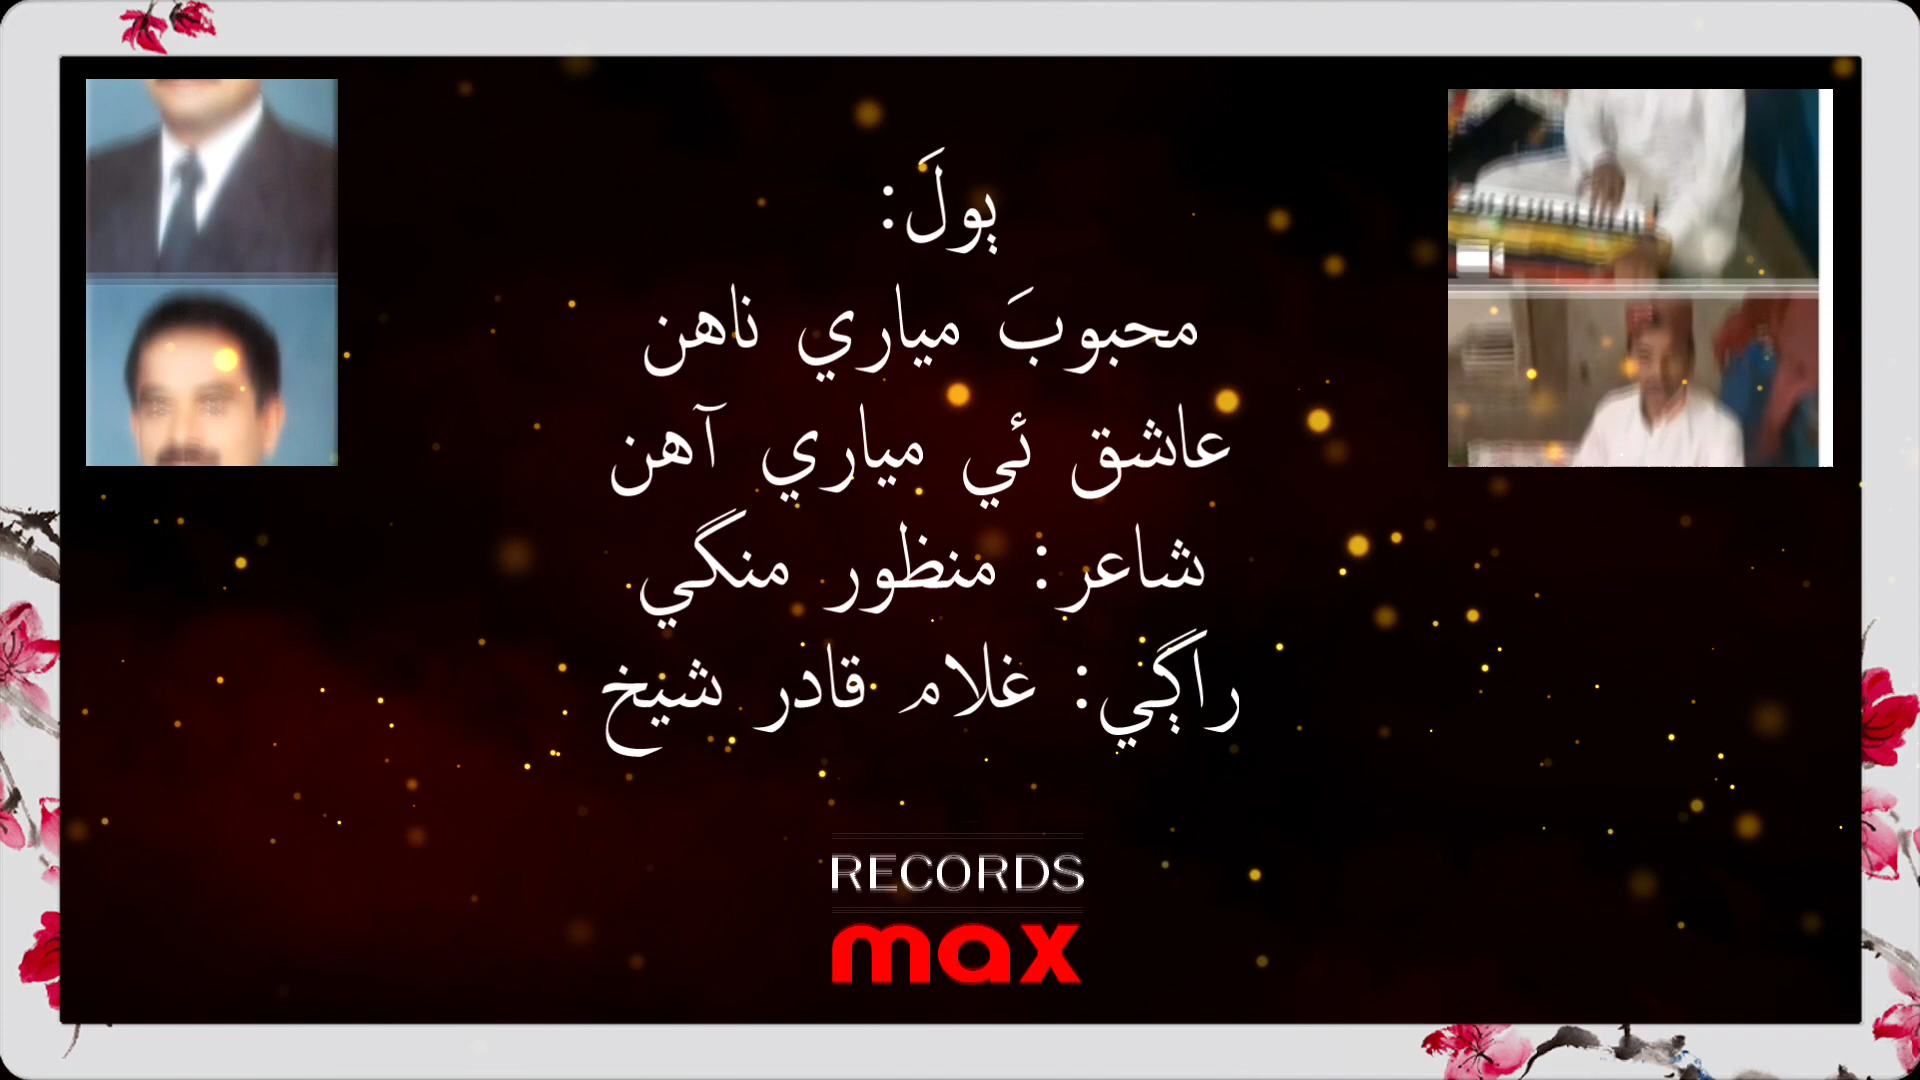 ٻولَ:
محبوبَ مياري ناهن
عاشق ئي مياري آهن
شاعر: منظور منگي
راڳي: غلام قادر شيخ
RECORDS
max